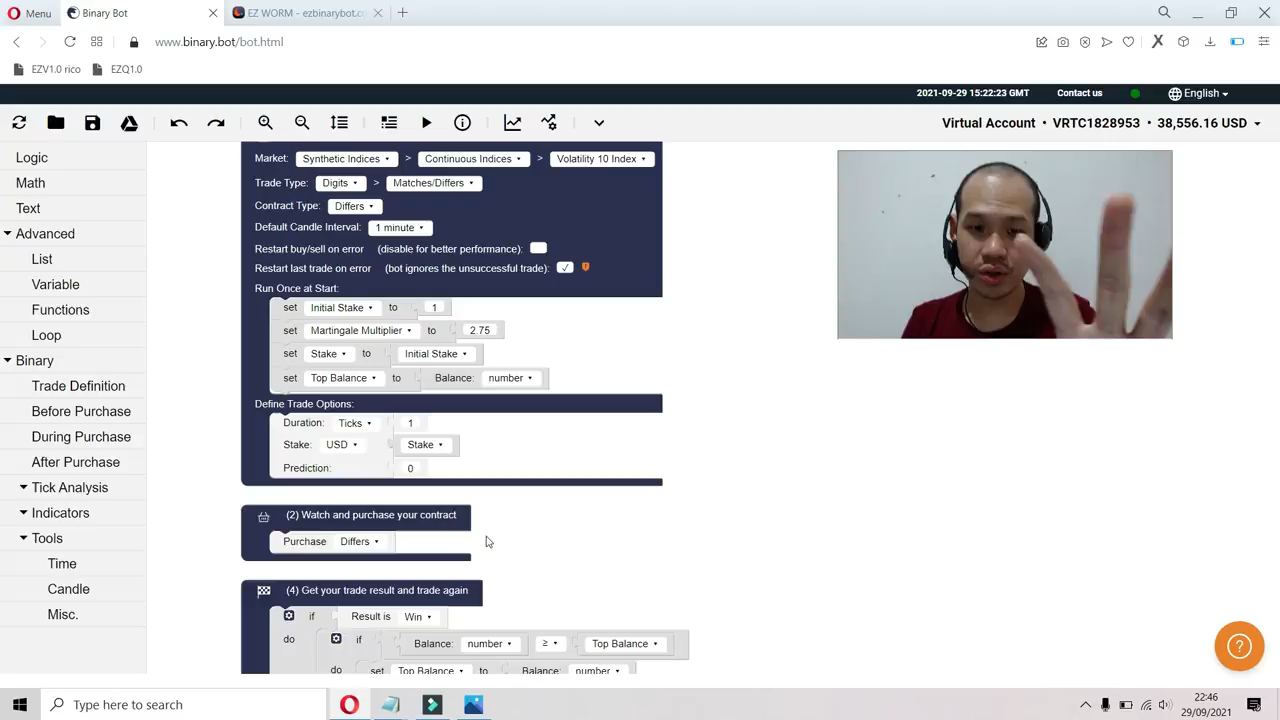 Menu
Binary Bot
EZ WORM - ezbinarybot.co
www.binary.bot/bot.html
EZV1.0 rico
EZQ1.0
2021-09-29 15:22:23 GMT
Contact us
English
Virtual Account • VRTC1828953 • 38,556.16 USD
Logic
Math
Text
Advanced
List
Variable
Functions
Loop
Binary
Trade Definition
Before Purchase
During Purchase
After Purchase
Tick Analysis
Indicators
Tools
Time
Candle
Misc.
Market: Synthetic Indices > Continuous Indices > Volatility 10 Index
Trade Type: Digits > Matches/Differs
Contract Type: Differs
Default Candle Interval: 1 minute
Restart buy/sell on error (disable for better performance):
Restart last trade on error (bot ignores the unsuccessful trade): ✓
Run Once at Start:
set Initial Stake to 1
set Martingale Multiplier to 2.75
set Stake to Initial Stake
set Top Balance to Balance: number
Define Trade Options:
Duration: Ticks 1
Stake: USD Stake
Prediction: 0
(2) Watch and purchase your contract
Purchase Differs
(4) Get your trade result and trade again
if Result is Win
do if Balance: number ≥ Top Balance
do set Top Balance to Balance: number
Type here to search
22:46
29/09/2021